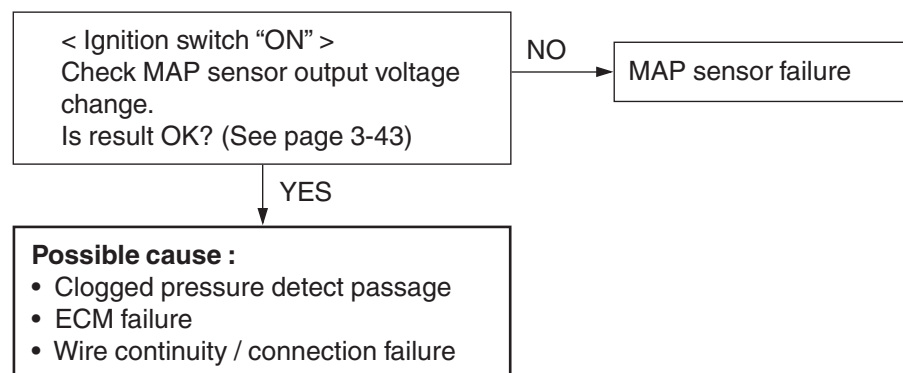 < Ignition switch “ON” >
Check MAP sensor output voltage
change.
Is result OK? (See page 3-43)
NO
MAP sensor failure
YES
Possible cause :
• Clogged pressure detect passage
• ECM failure
• Wire continuity / connection failure